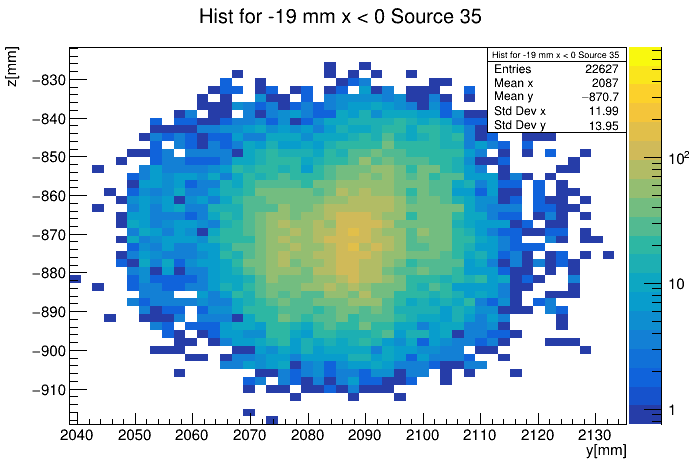 Hist for -19 mm x < 0 Source 35
z[mm]
Hist for -19 mm x < 0 Source 35
Entries 22627
Mean x 2087
Mean y −870.7
Std Dev x 11.99
Std Dev y 13.95
−830
−840
−850
−860
−870
−880
−890
−900
−910
10²
10
1
2040 2050 2060 2070 2080 2090 2100 2110 2120 2130
y[mm]